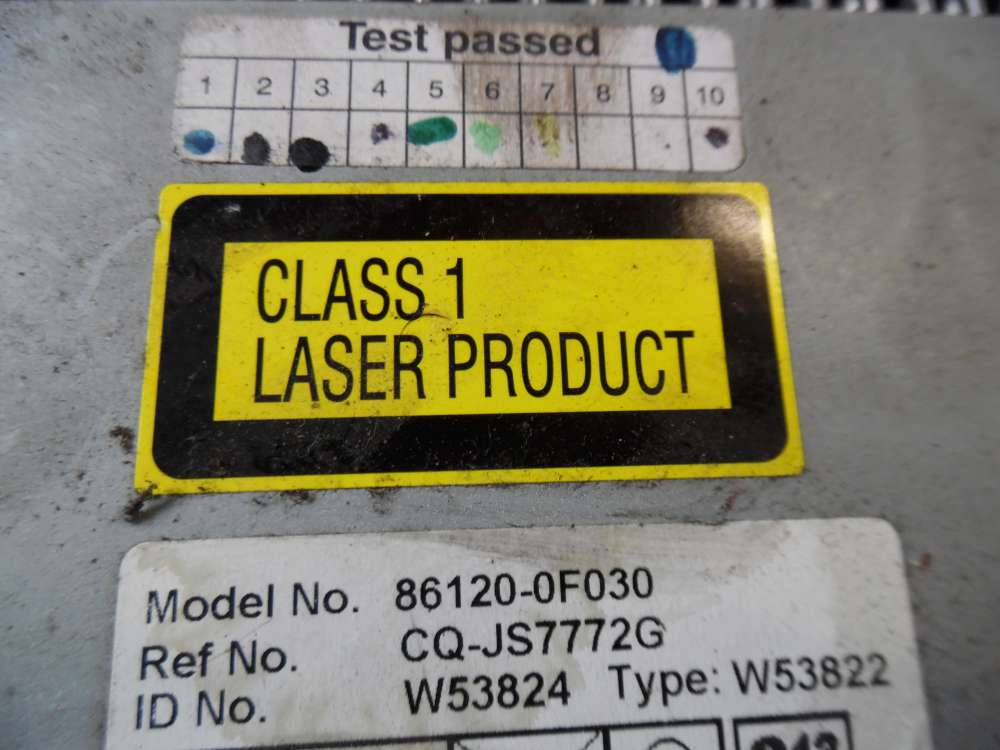 Test passed
1 2 3 4 5 6 7 8 9 10
CLASS 1
LASER PRODUCT
Model No. 86120-0F030
Ref No. CQ-JS7772G
ID No. W53824 Type: W53822